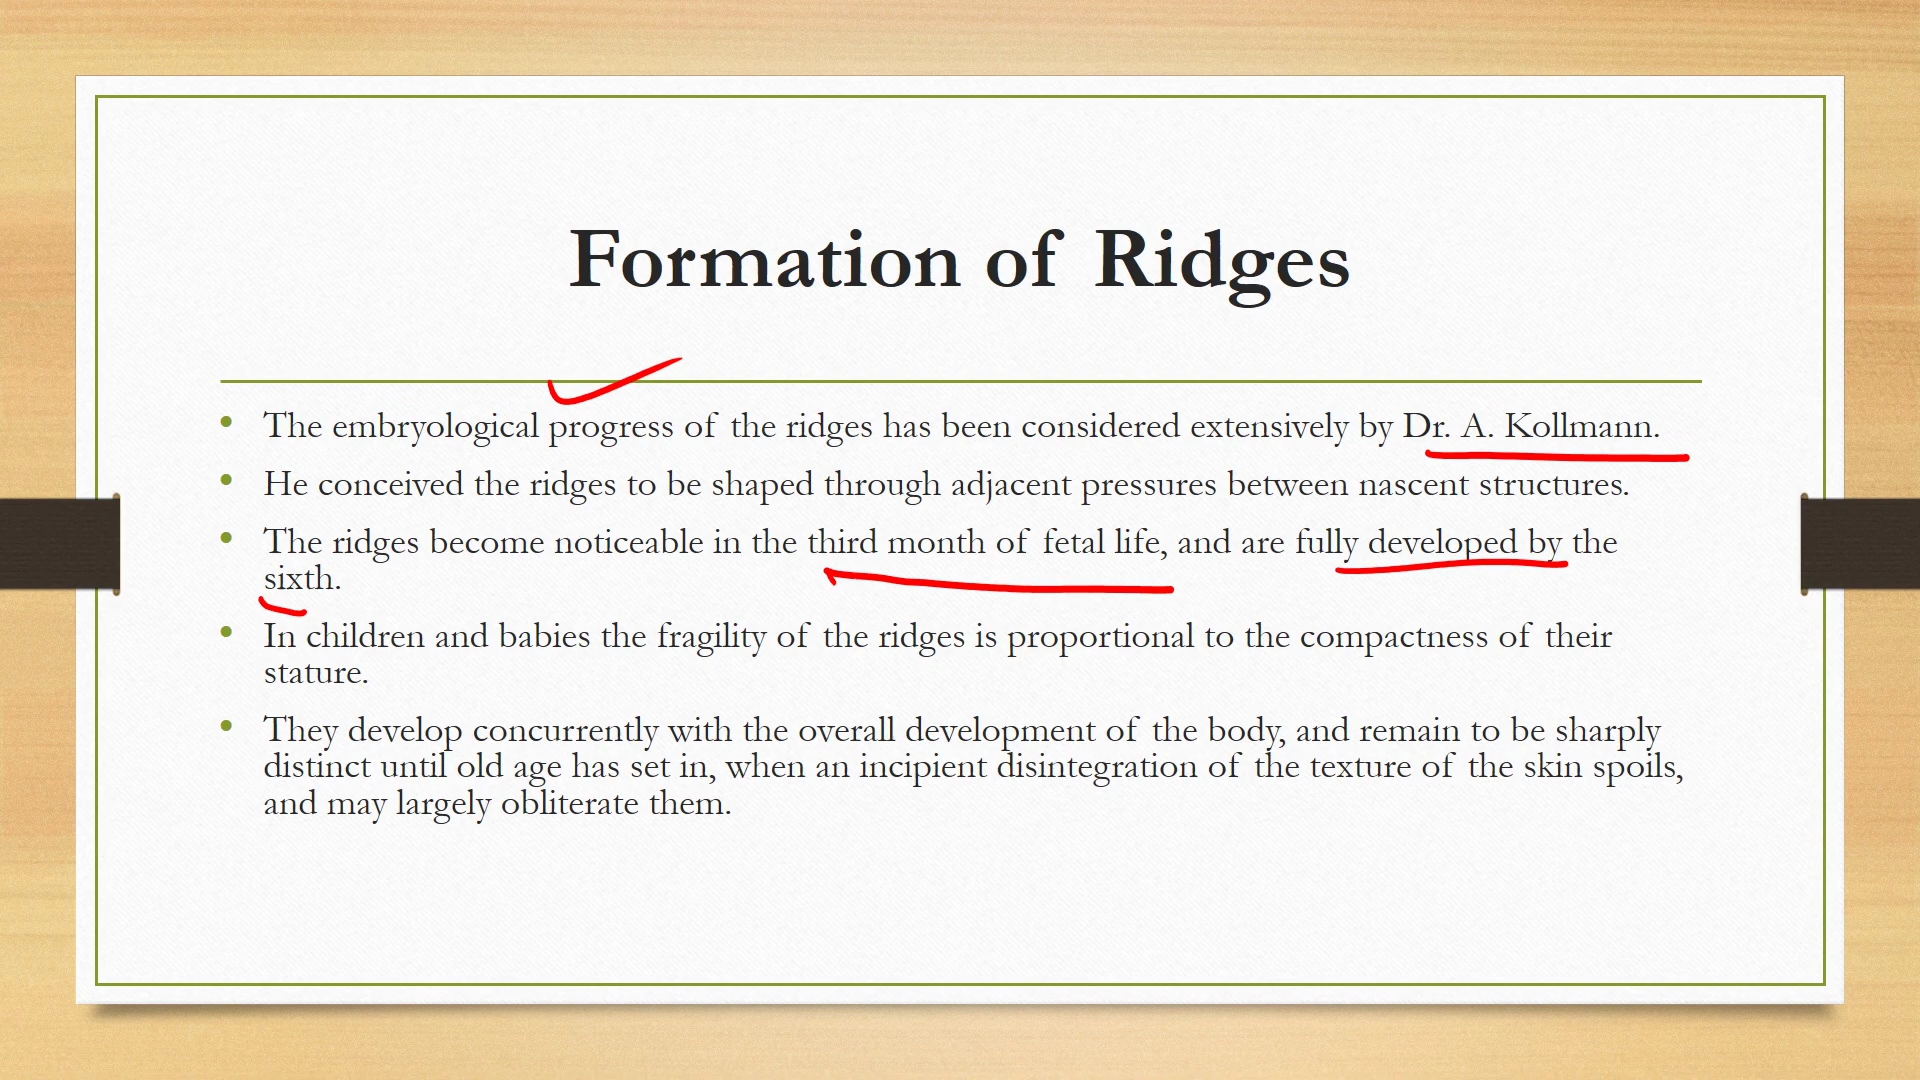 Formation of Ridges
• The embryological progress of the ridges has been considered extensively by Dr. A. Kollmann.
• He conceived the ridges to be shaped through adjacent pressures between nascent structures.
• The ridges become noticeable in the third month of fetal life, and are fully developed by the
sixth.
• In children and babies the fragility of the ridges is proportional to the compactness of their
stature.
• They develop concurrently with the overall development of the body, and remain to be sharply
distinct until old age has set in, when an incipient disintegration of the texture of the skin spoils,
and may largely obliterate them.